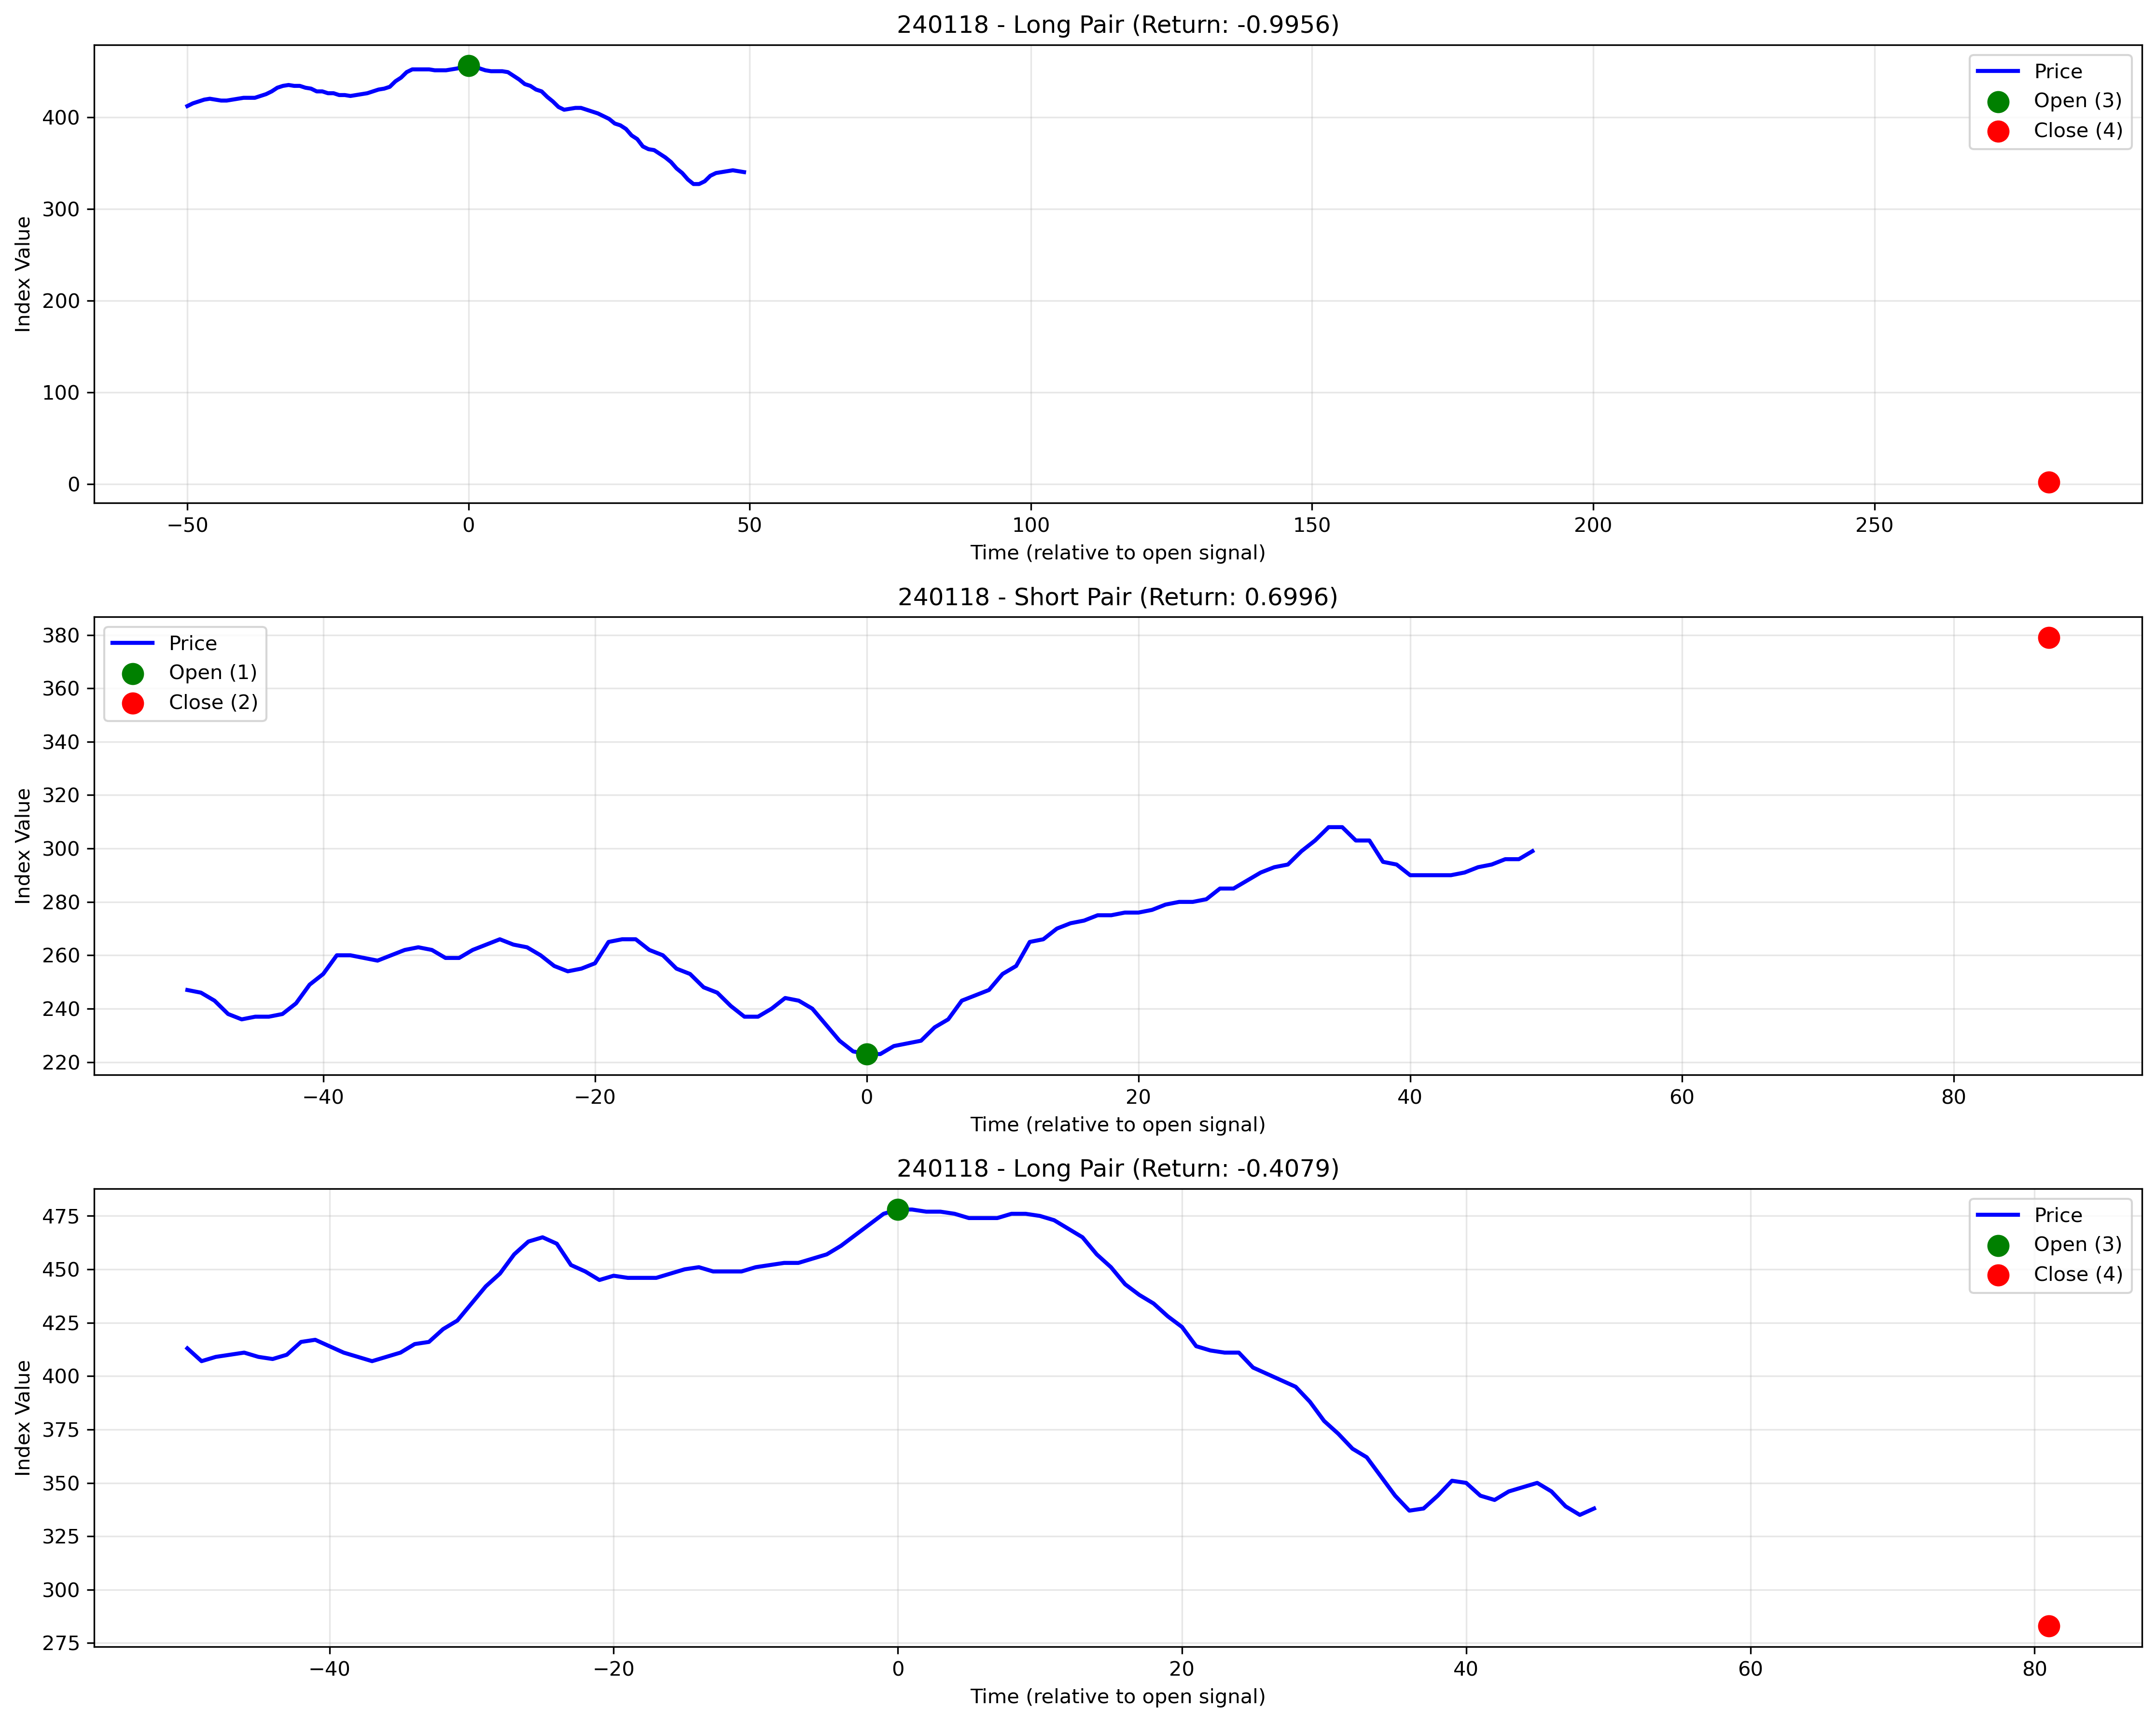 240118 - Long Pair (Return: -0.9956)
Index Value
400
300
200
100
0
Price
Open (3)
Close (4)
−50
0
50
100
150
200
250
Time (relative to open signal)
240118 - Short Pair (Return: 0.6996)
Index Value
380
360
340
320
300
280
260
240
220
Price
Open (1)
Close (2)
−40
−20
0
20
40
60
80
Time (relative to open signal)
240118 - Long Pair (Return: -0.4079)
Index Value
475
450
425
400
375
350
325
300
275
Price
Open (3)
Close (4)
−40
−20
0
20
40
60
80
Time (relative to open signal)